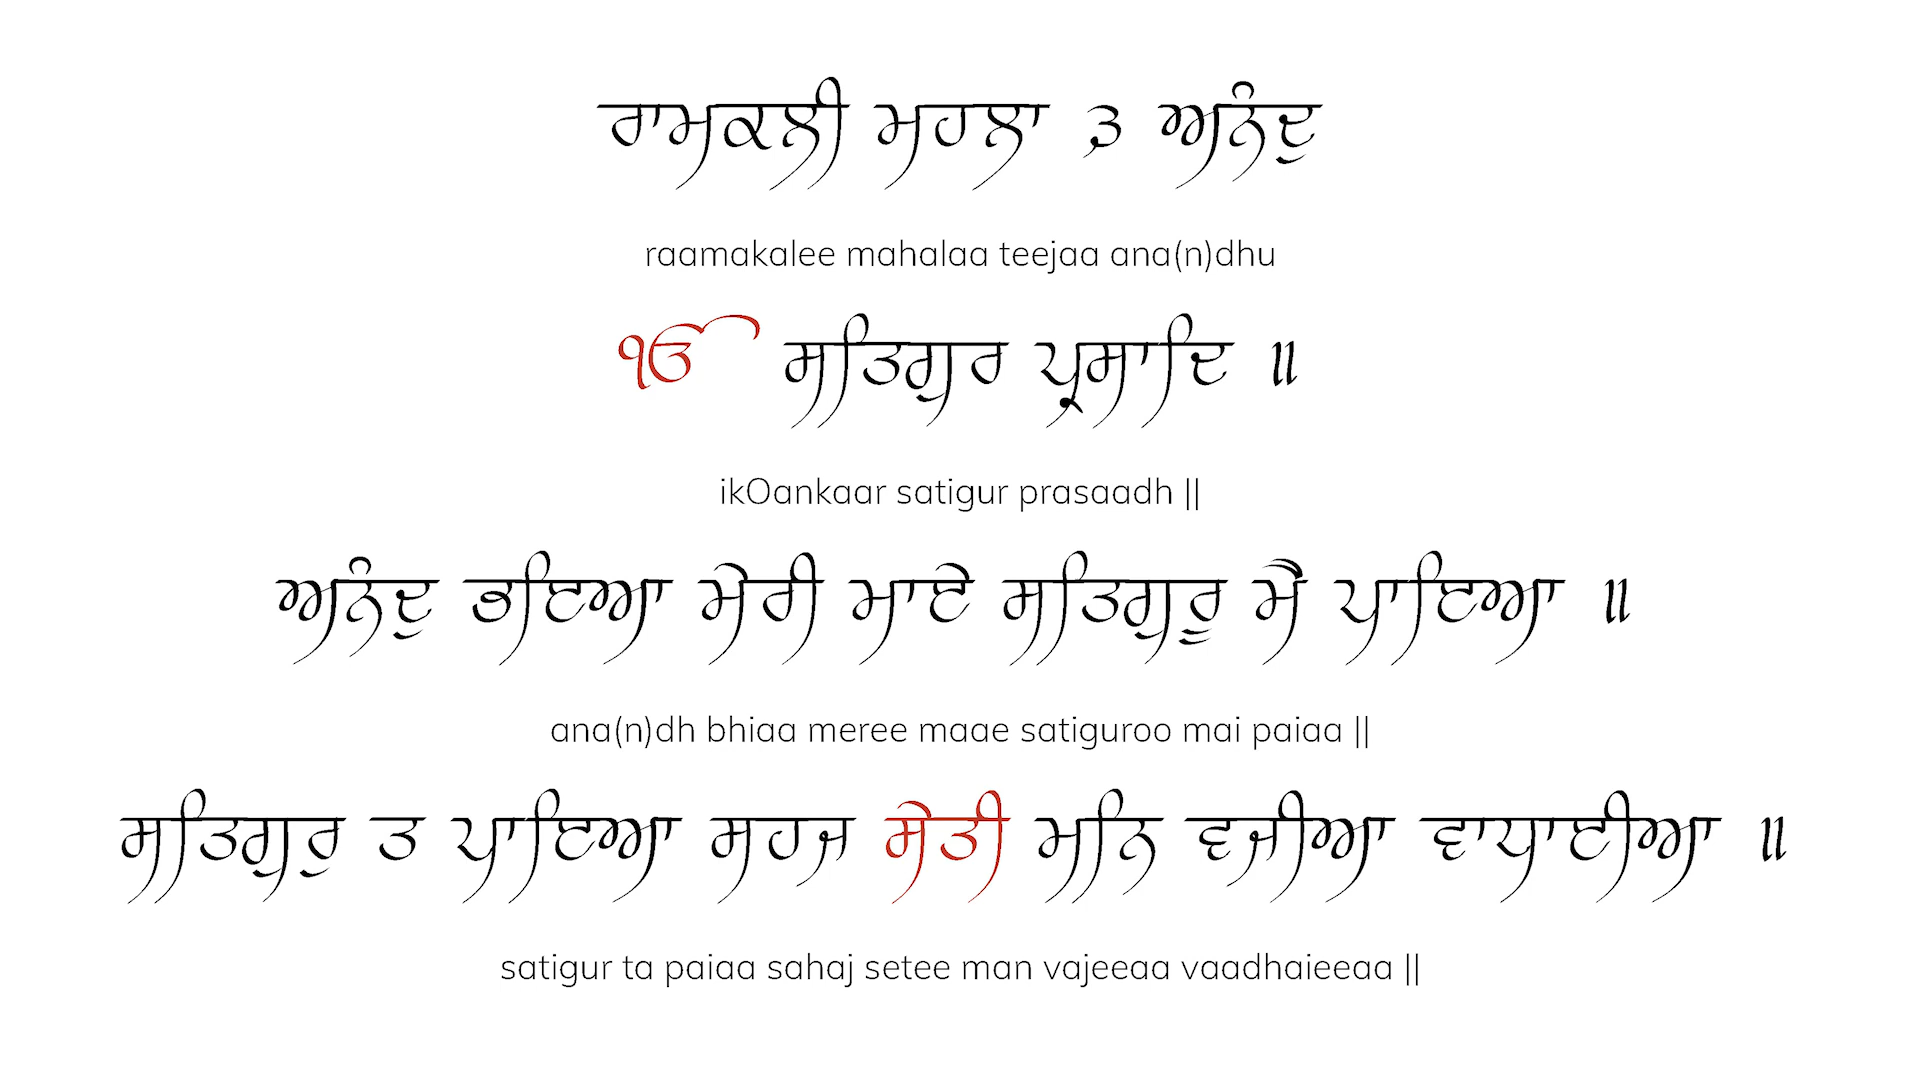 ਰਾਮਕਲੀ ਮਹਲਾ ੩ ਅਨੰਦੁ
raamakalee mahalaa teejaa ana(n)dhu
ੴ ਸਤਿਗੁਰ ਪ੍ਰਸਾਦਿ ॥
ikOankaar satigur prasaadh ||
ਅਨੰਦੁ ਭਇਆ ਮੇਰੀ ਮਾਏ ਸਤਿਗੁਰੂ ਮੈ ਪਾਇਆ ॥
ana(n)dh bhiaa meree maae satiguroo mai paiaa ||
ਸਤਿਗੁਰੁ ਤ ਪਾਇਆ ਸਹਜ ਸੇਤੀ ਮਨਿ ਵਜੀਆ ਵਾਧਾਈਆ ॥
satigur ta paiaa sahaj setee man vajeeaa vaadhaieeaa ||